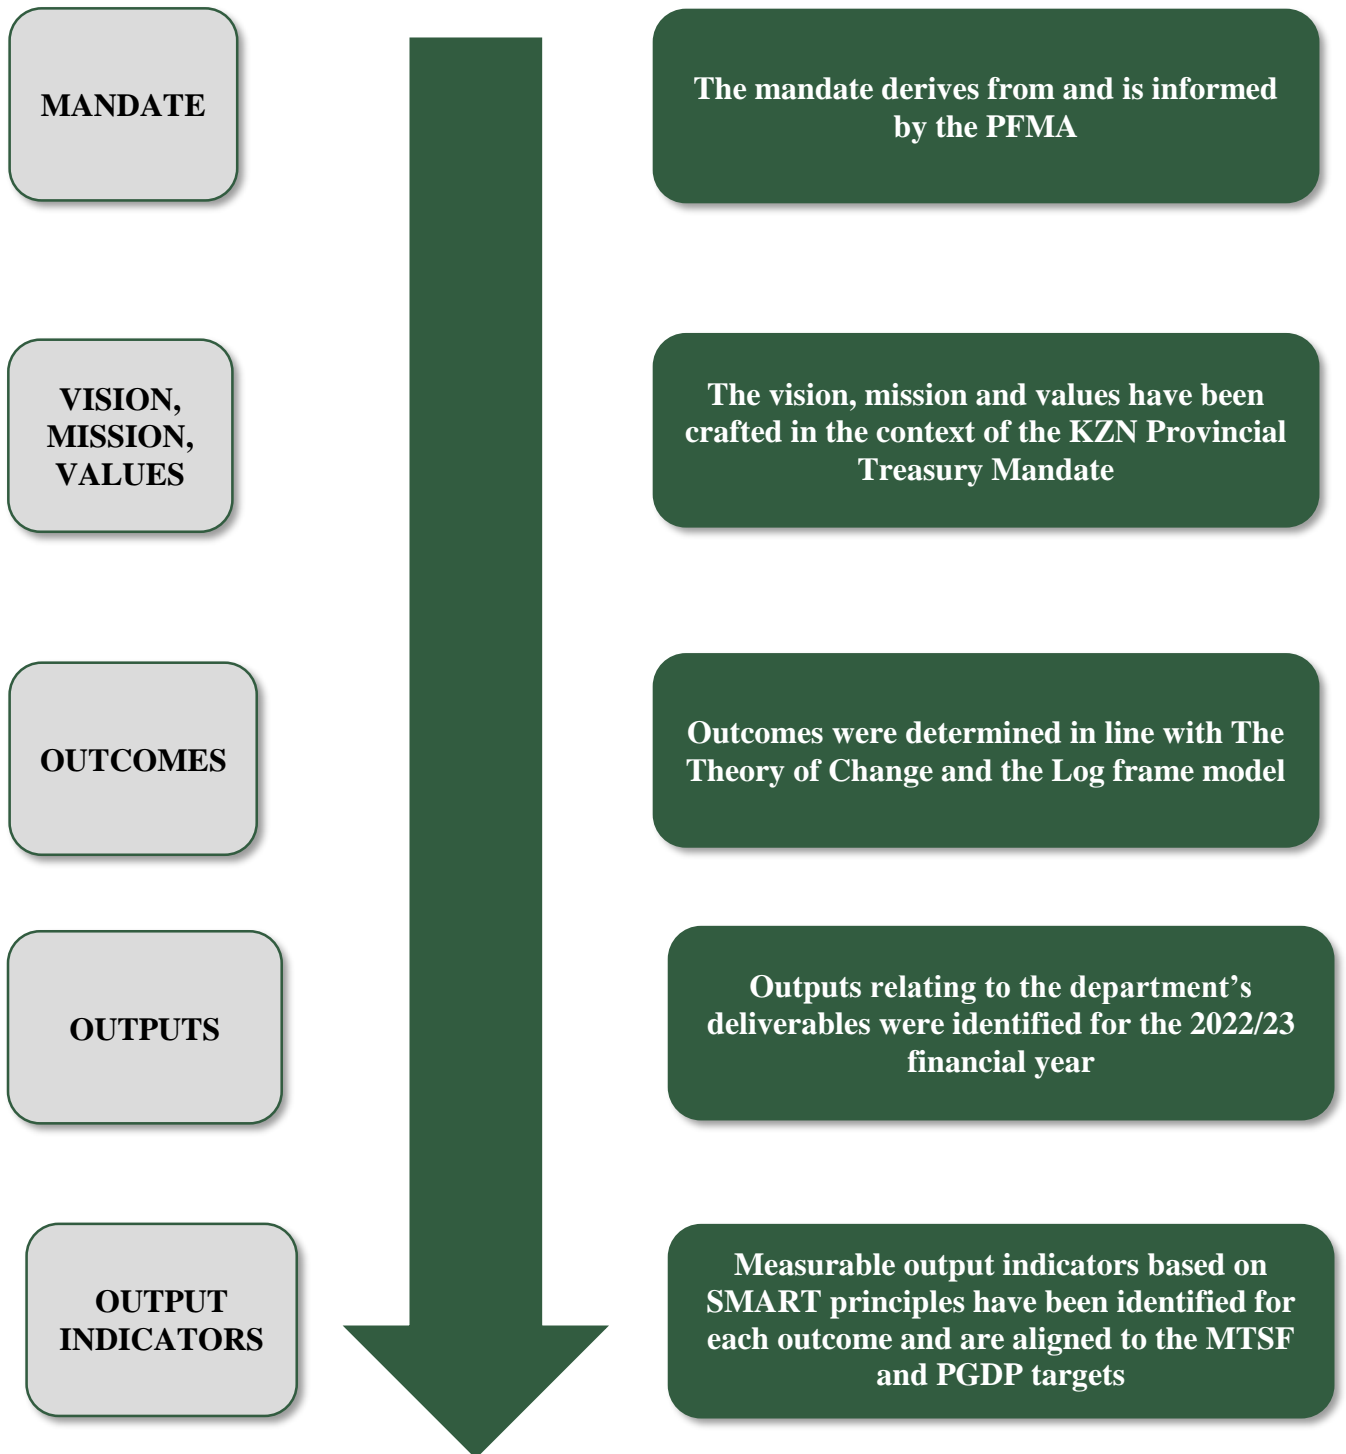 MANDATE
The mandate derives from and is informed
by the PFMA
VISION,
MISSION,
VALUES
The vision, mission and values have been
crafted in the context of the KZN Provincial
Treasury Mandate
OUTCOMES
Outcomes were determined in line with The
Theory of Change and the Log frame model
OUTPUTS
Outputs relating to the department’s
deliverables were identified for the 2022/23
financial year
OUTPUT
INDICATORS
Measurable output indicators based on
SMART principles have been identified for
each outcome and are aligned to the MTSF
and PGDP targets